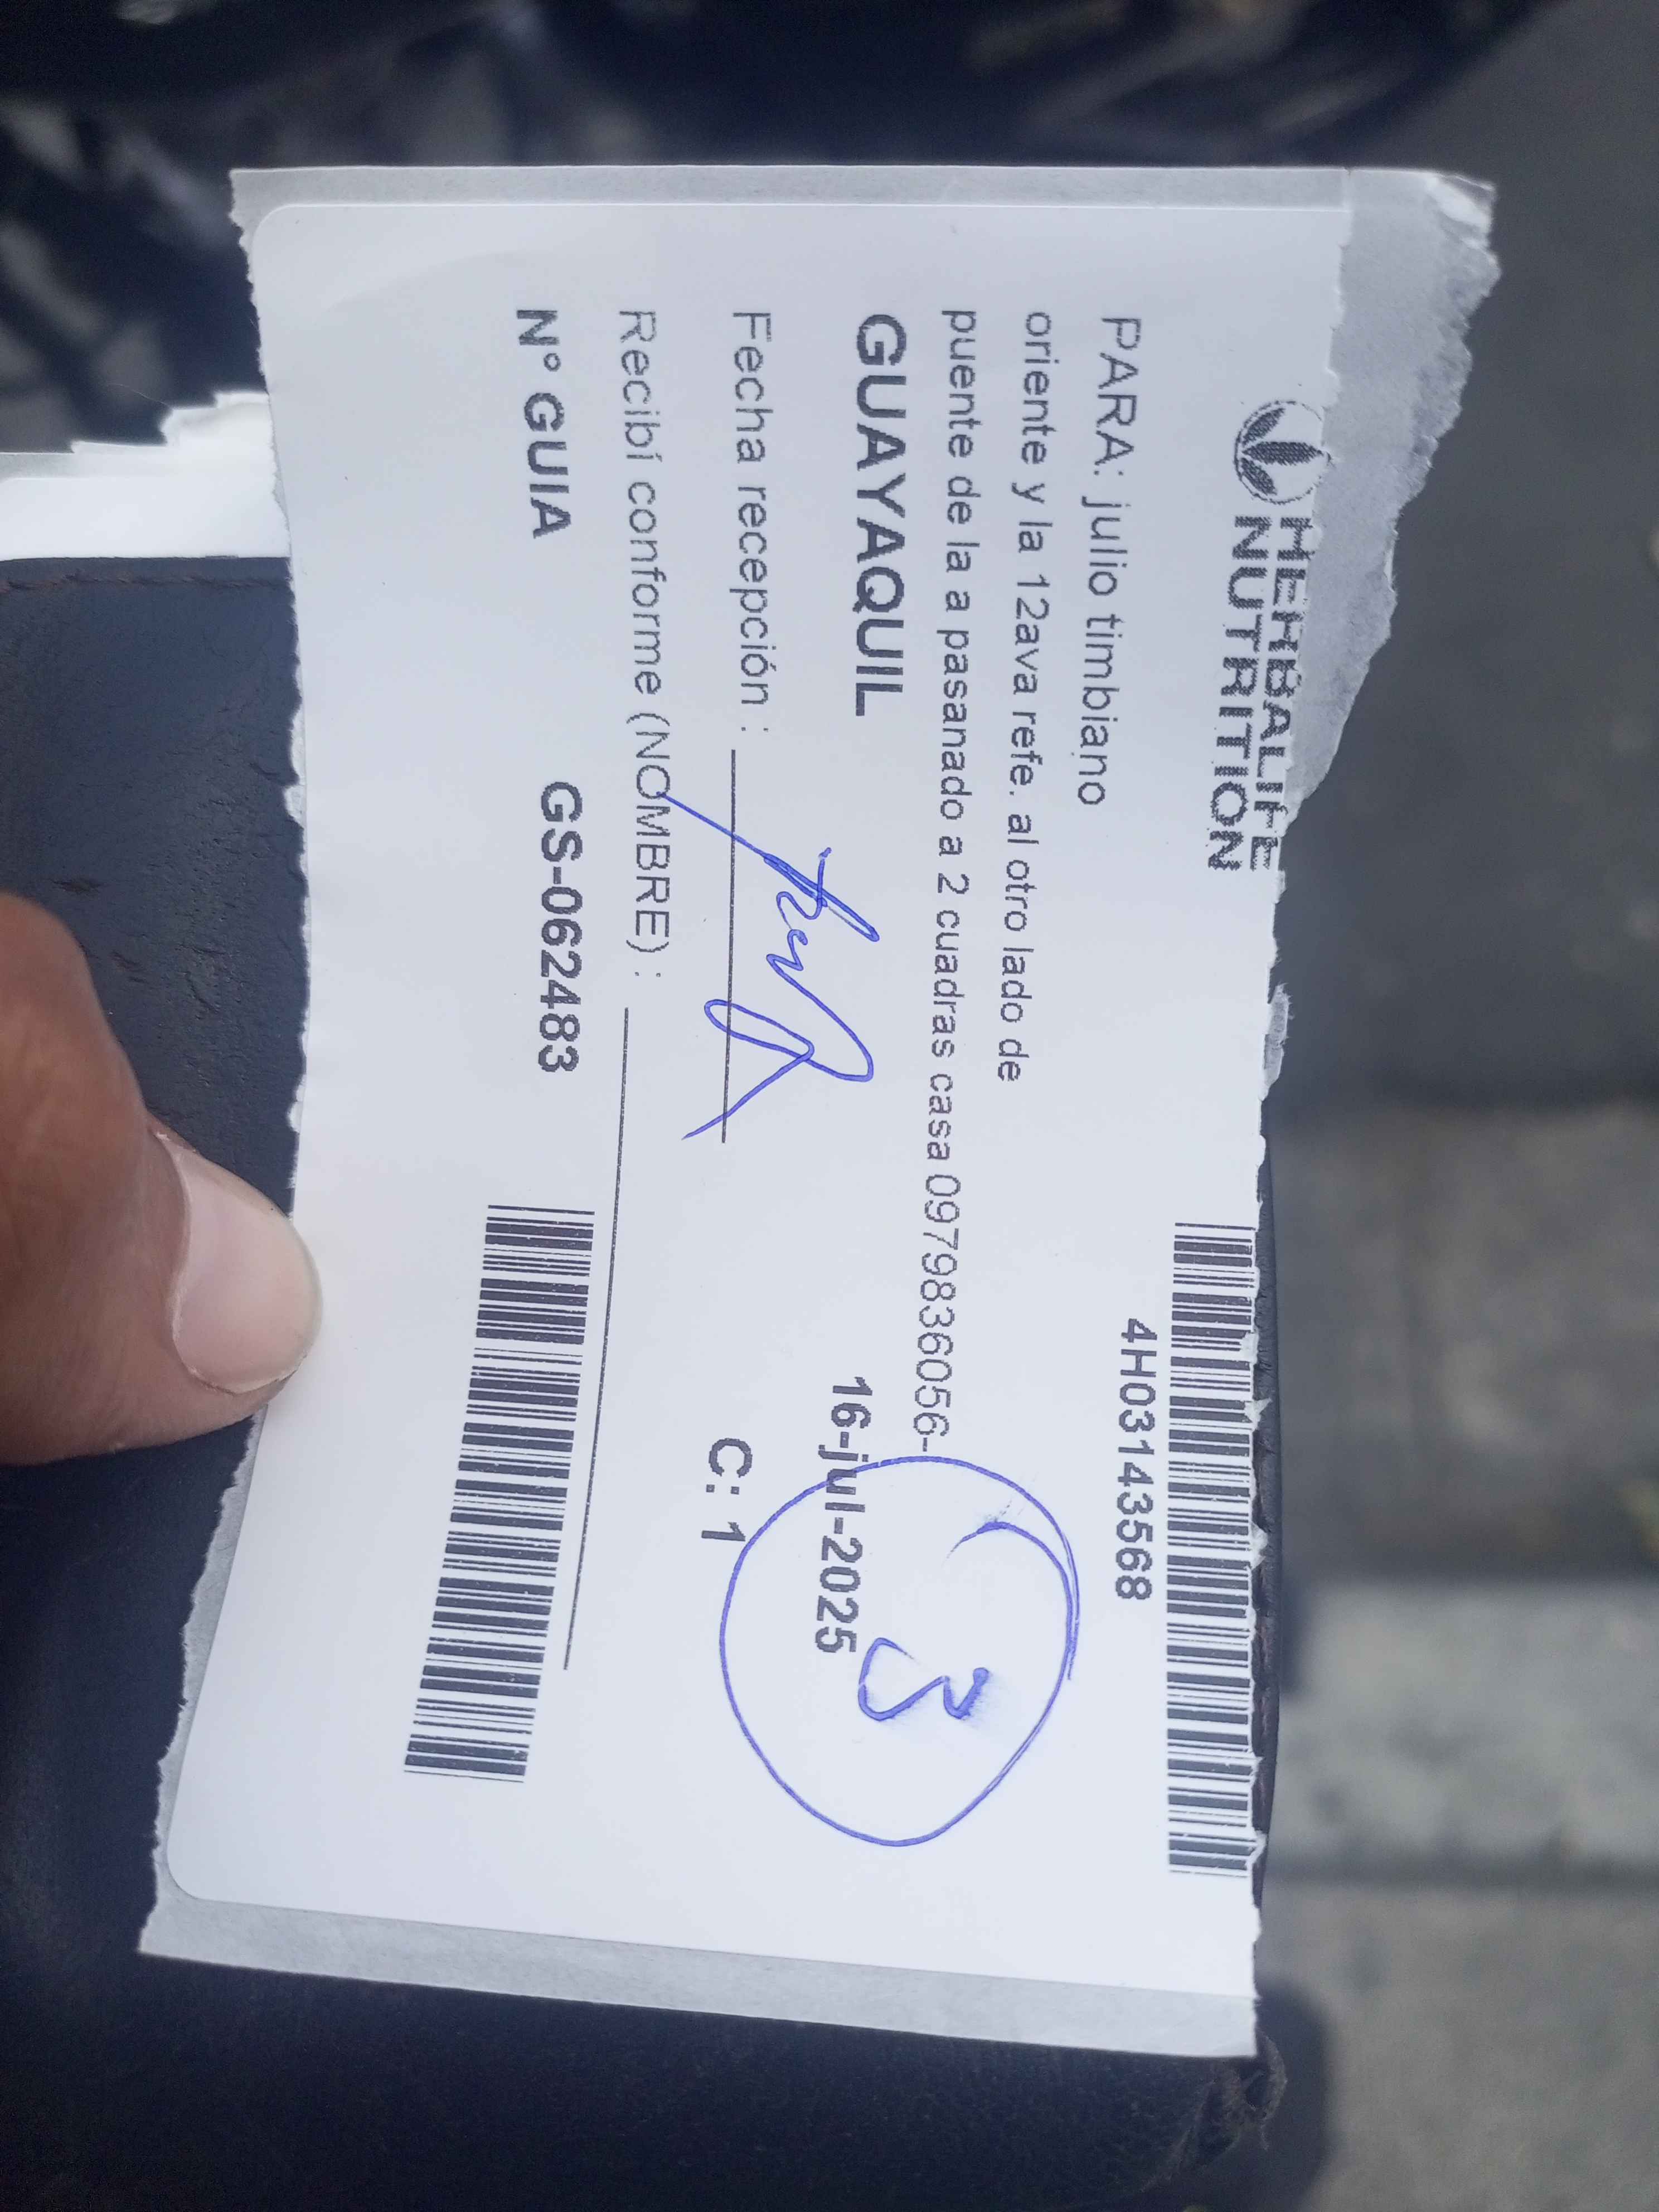 HERBALIFE
NUTRITION
4H03143568
PARA: julio timbiano
oriente y la 12ava refe. al otro lado de
puente de la a pasanado a 2 cuadras casa 0979836056-
GUAYAQUIL
16-jul-2025
3
Fecha recepción :
C: 1
Recibí conforme (NOMBRE) :
N° GUIA GS-062483